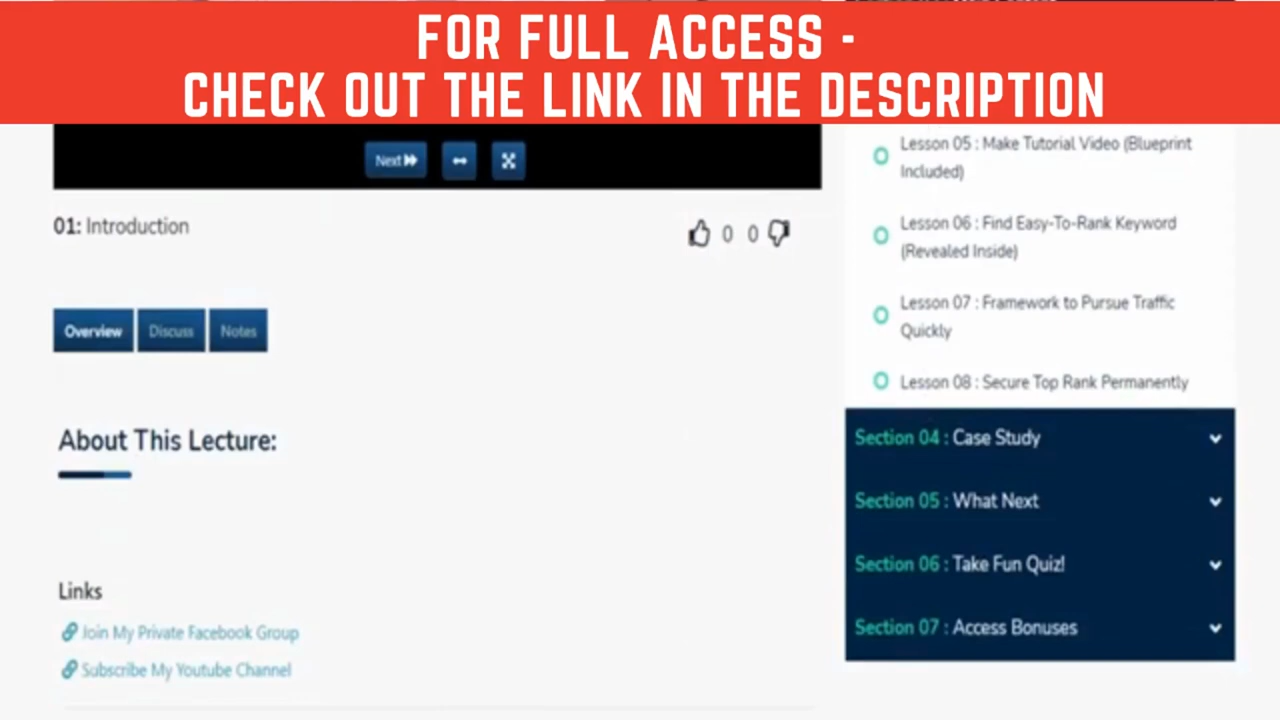 FOR FULL ACCESS -
CHECK OUT THE LINK IN THE DESCRIPTION
Next
01: Introduction
0 0
Overview Discuss Notes
About This Lecture:
Links
Join My Private Facebook Group
Subscribe My Youtube Channel
Lesson 05 : Make Tutorial Video (Blueprint
Included)
Lesson 06 : Find Easy-To-Rank Keyword
(Revealed Inside)
Lesson 07 : Framework to Pursue Traffic
Quickly
Lesson 08 : Secure Top Rank Permanently
Section 04 : Case Study
Section 05 : What Next
Section 06 : Take Fun Quiz!
Section 07 : Access Bonuses